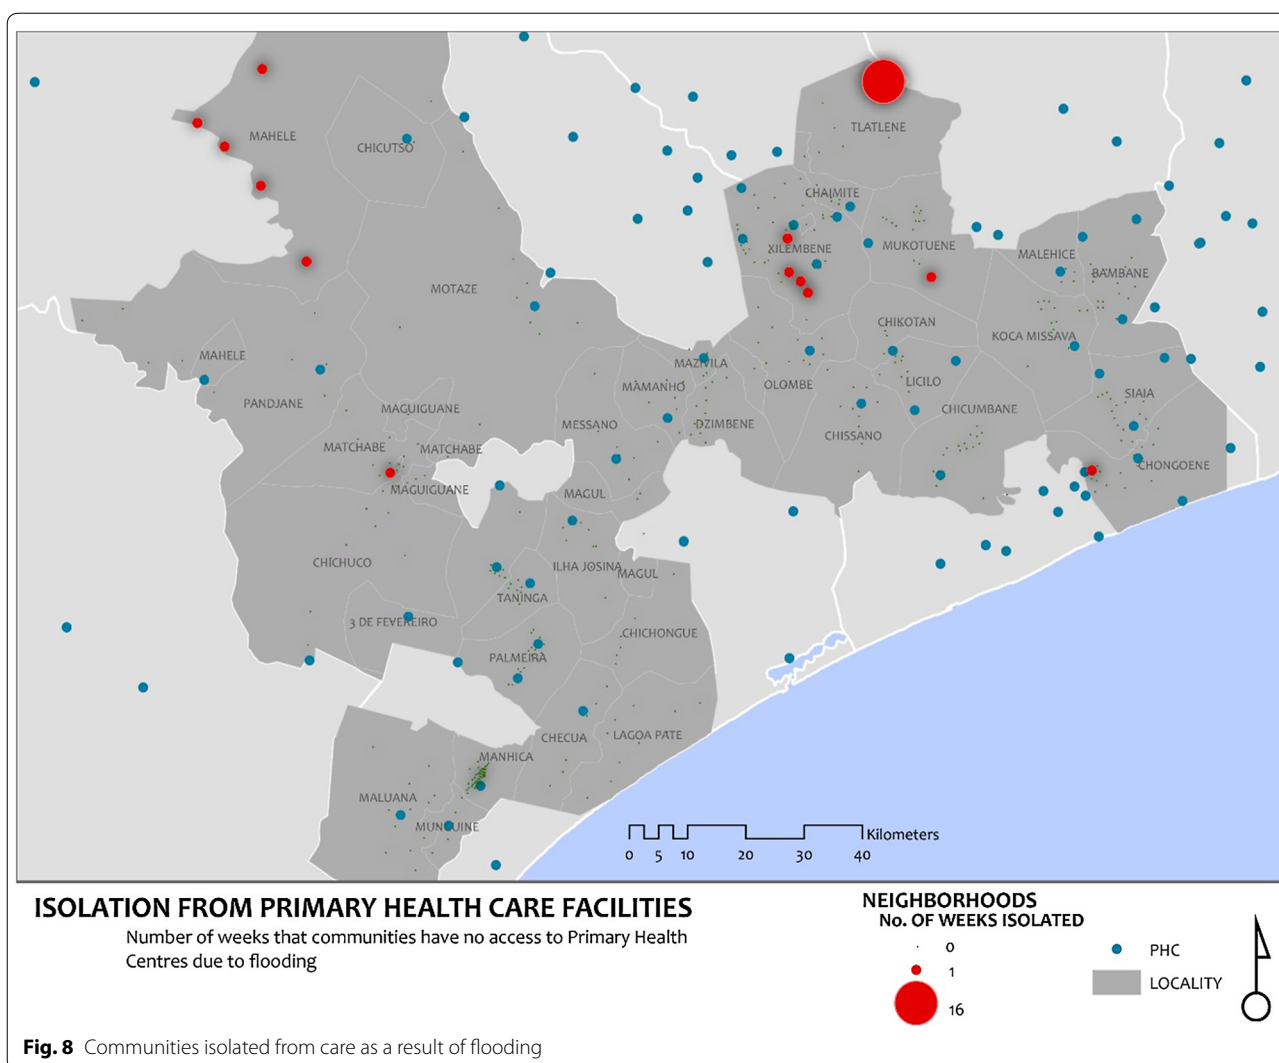 MAHELE
CHICUTSO
TLATLENE
CHAIMITE
XILEMBENE
MUKOTUENE
MALEHICE
BAMBANE
MOTAZE
CHIKOTAN
KOCA MISSAVA
MAHELE
MAZIVILA
MAMANHO
OLOMBE
LICILO
SIAIA
PANDJANE
MAGUIGUANE
MESSANO
DZIMBENE
CHICUMBANE
CHISSANO
MATCHABE
MATCHABE
CHONGOENE
MAGUIGUANE
MAGUL
CHICHUCO
ILHA JOSINA
MAGUL
TANINGA
3 DE FEVEREIRO
CHICHONGUE
PALMEIRA
CHECUA
LAGOA PATE
MANHICA
MALUANA
MUNGUINE
Kilometers
0 5 10 20 30 40
ISOLATION FROM PRIMARY HEALTH CARE FACILITIES
Number of weeks that communities have no access to Primary Health
Centres due to flooding
NEIGHBORHOODS
No. OF WEEKS ISOLATED
0
1
16
PHC
LOCALITY
Fig. 8 Communities isolated from care as a result of flooding